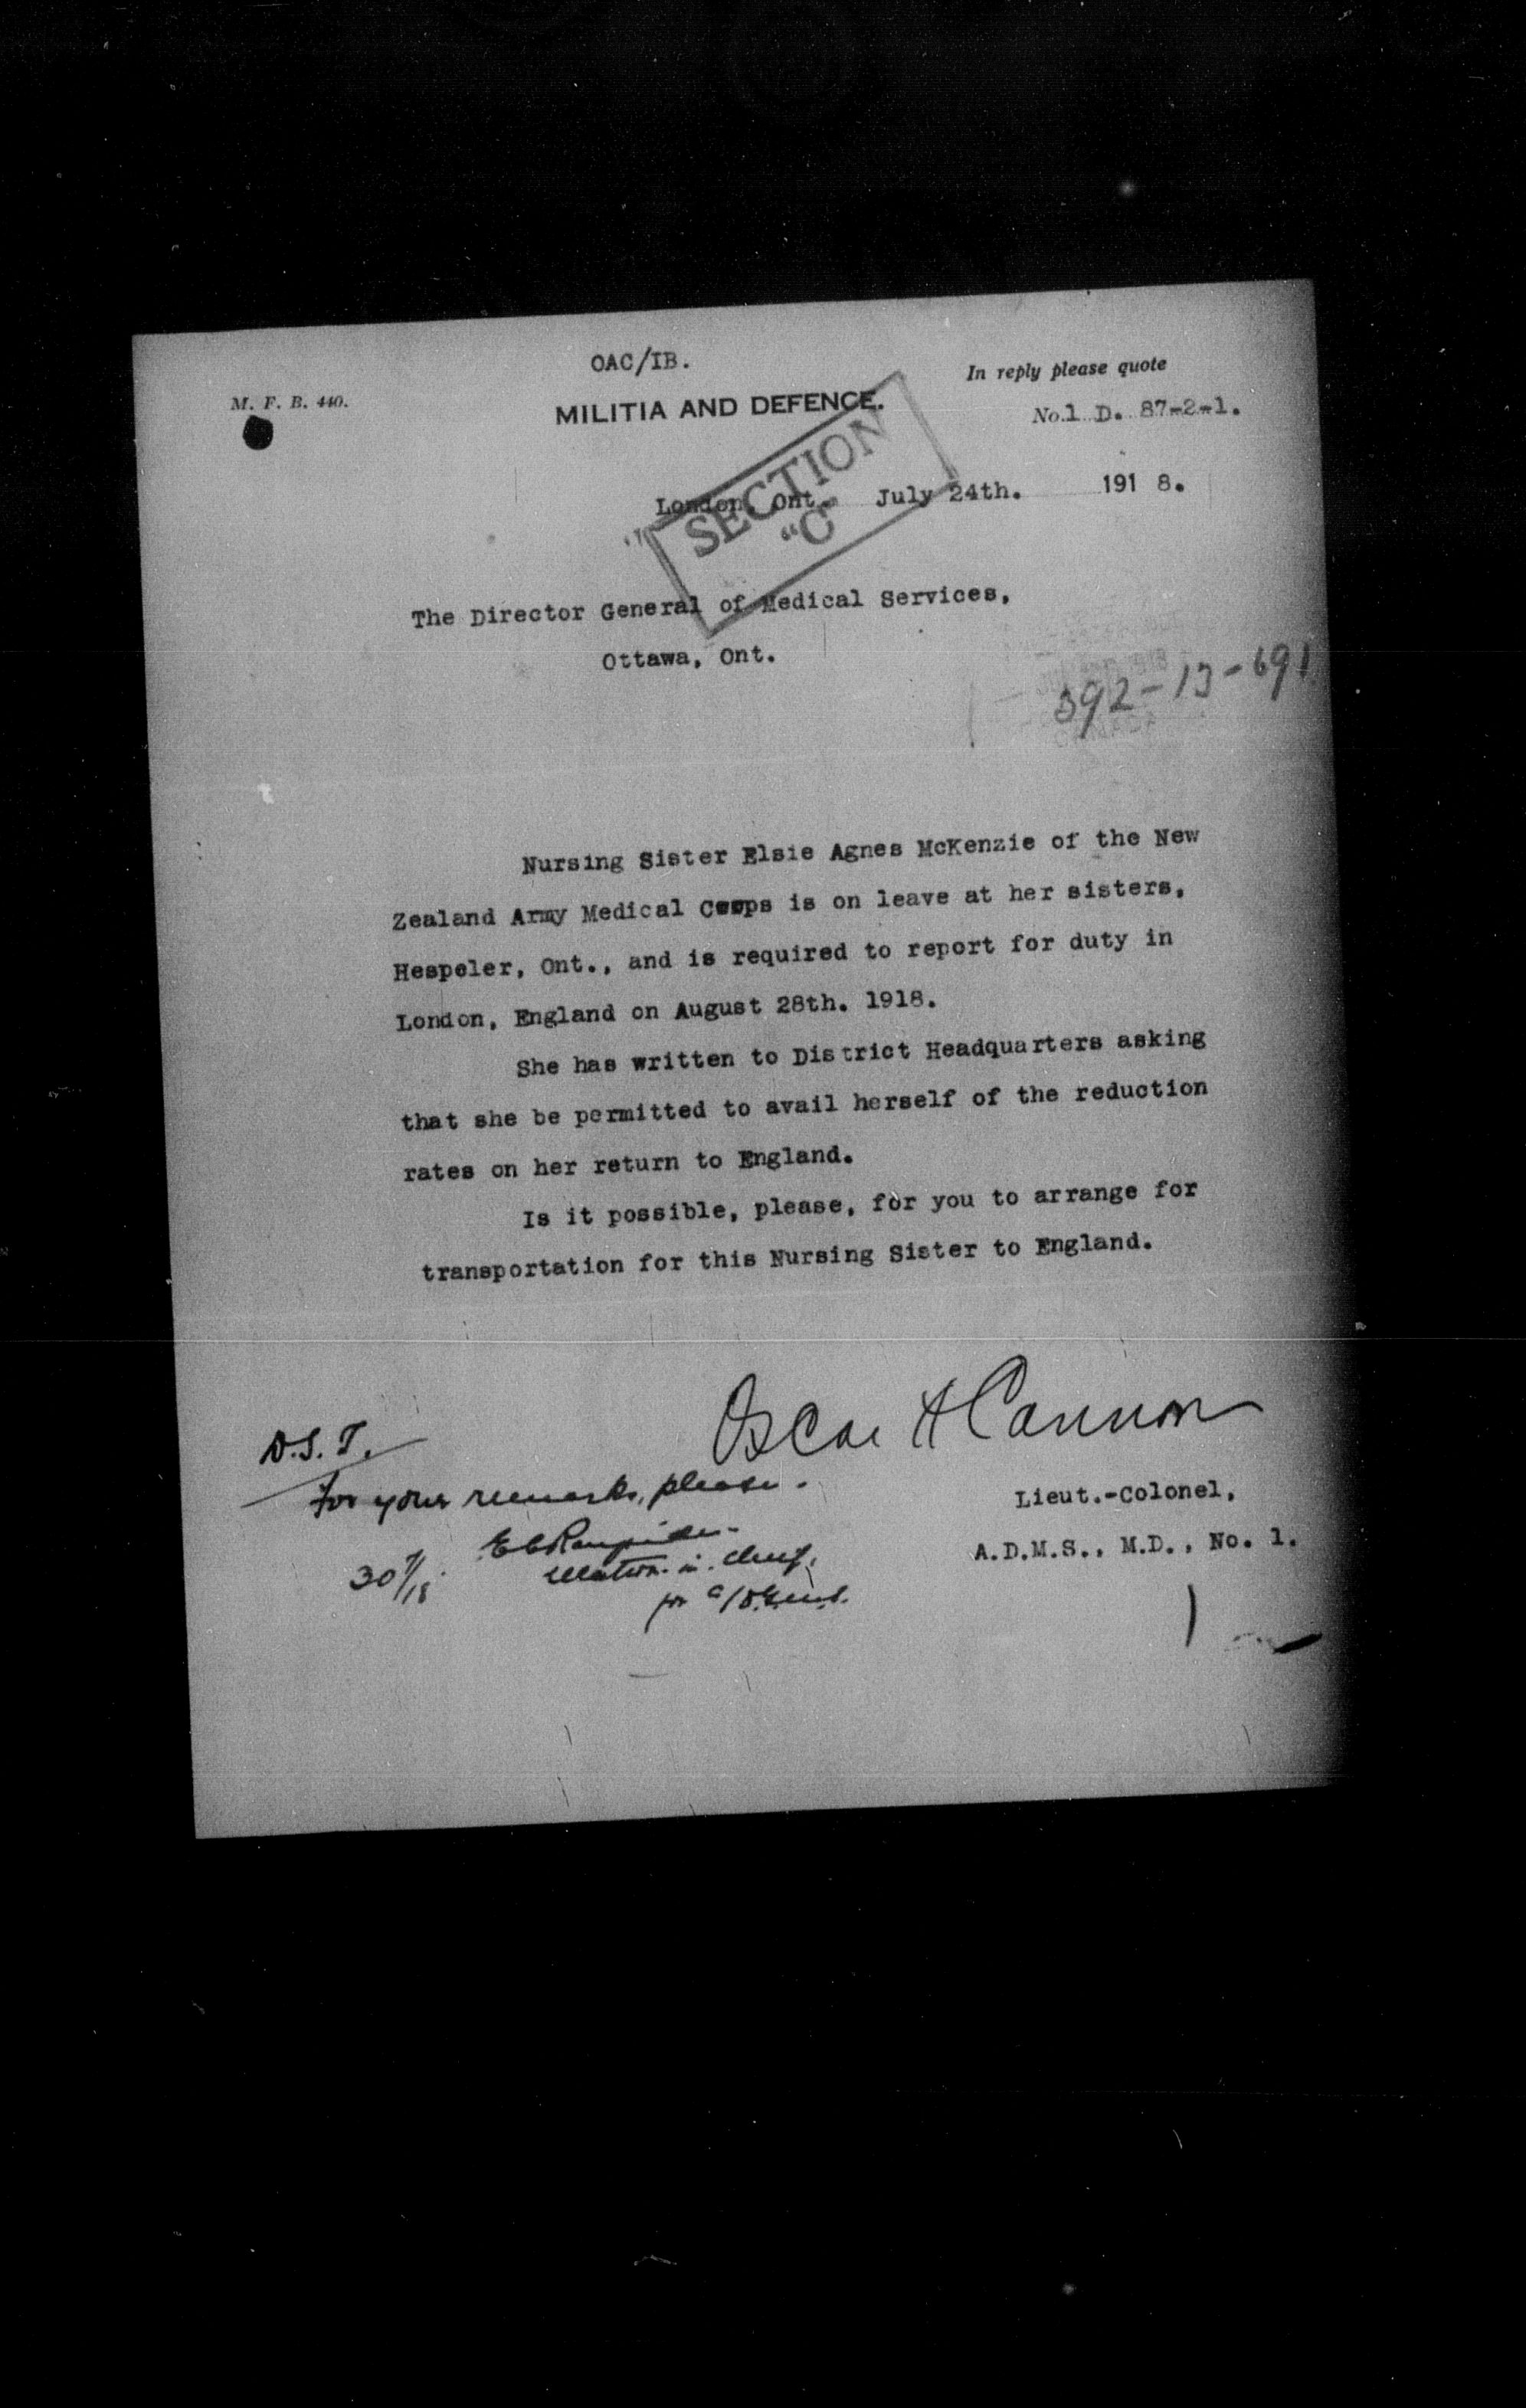 OAC/IB.
M. F. B. 440.
MILITIA AND DEFENCE.
In reply please quote
No.1 D. 87-2-1.
SECTION
"C"
London, Ont. July 24th. 191 8.
The Director General of Medical Services,
Ottawa, Ont.
392-13-691
Nursing Sister Elsie Agnes McKenzie of the New
Zealand Army Medical Corps is on leave at her sisters,
Hespeler, Ont., and is required to report for duty in
London, England on August 28th. 1918.
She has written to District Headquarters asking
that she be permitted to avail herself of the reduction
rates on her return to England.
Is it possible, please, for you to arrange for
transportation for this Nursing Sister to England.
Oscar A Cannon
Lieut.-Colonel,
A.D.M.S., M.D., No. 1.
D.S.T.
For your remarks, please.
Matron-in-Chief,
for a/D.G.M.S.
30/7/18